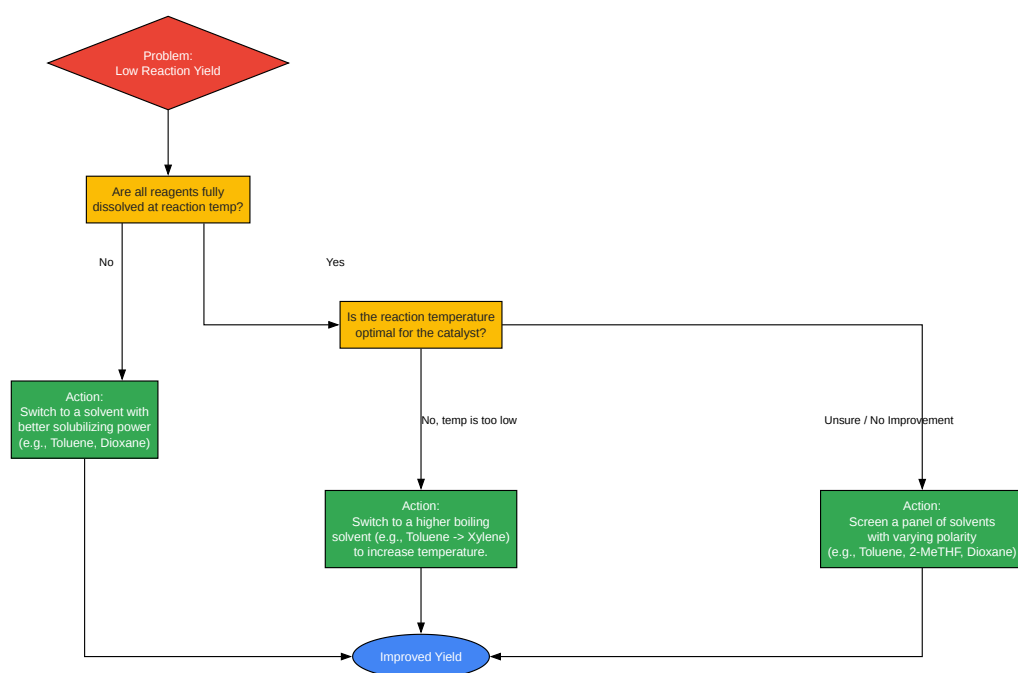 Problem:
Low Reaction Yield
Are all reagents fully
dissolved at reaction temp?
No
Yes
Is the reaction temperature
optimal for the catalyst?
Action:
Switch to a solvent with
better solubilizing power
(e.g., Toluene, Dioxane)
No, temp is too low
Unsure / No Improvement
Action:
Switch to a higher boiling
solvent (e.g., Toluene -> Xylene)
to increase temperature.
Action:
Screen a panel of solvents
with varying polarity
(e.g., Toluene, 2-MeTHF, Dioxane)
Improved Yield